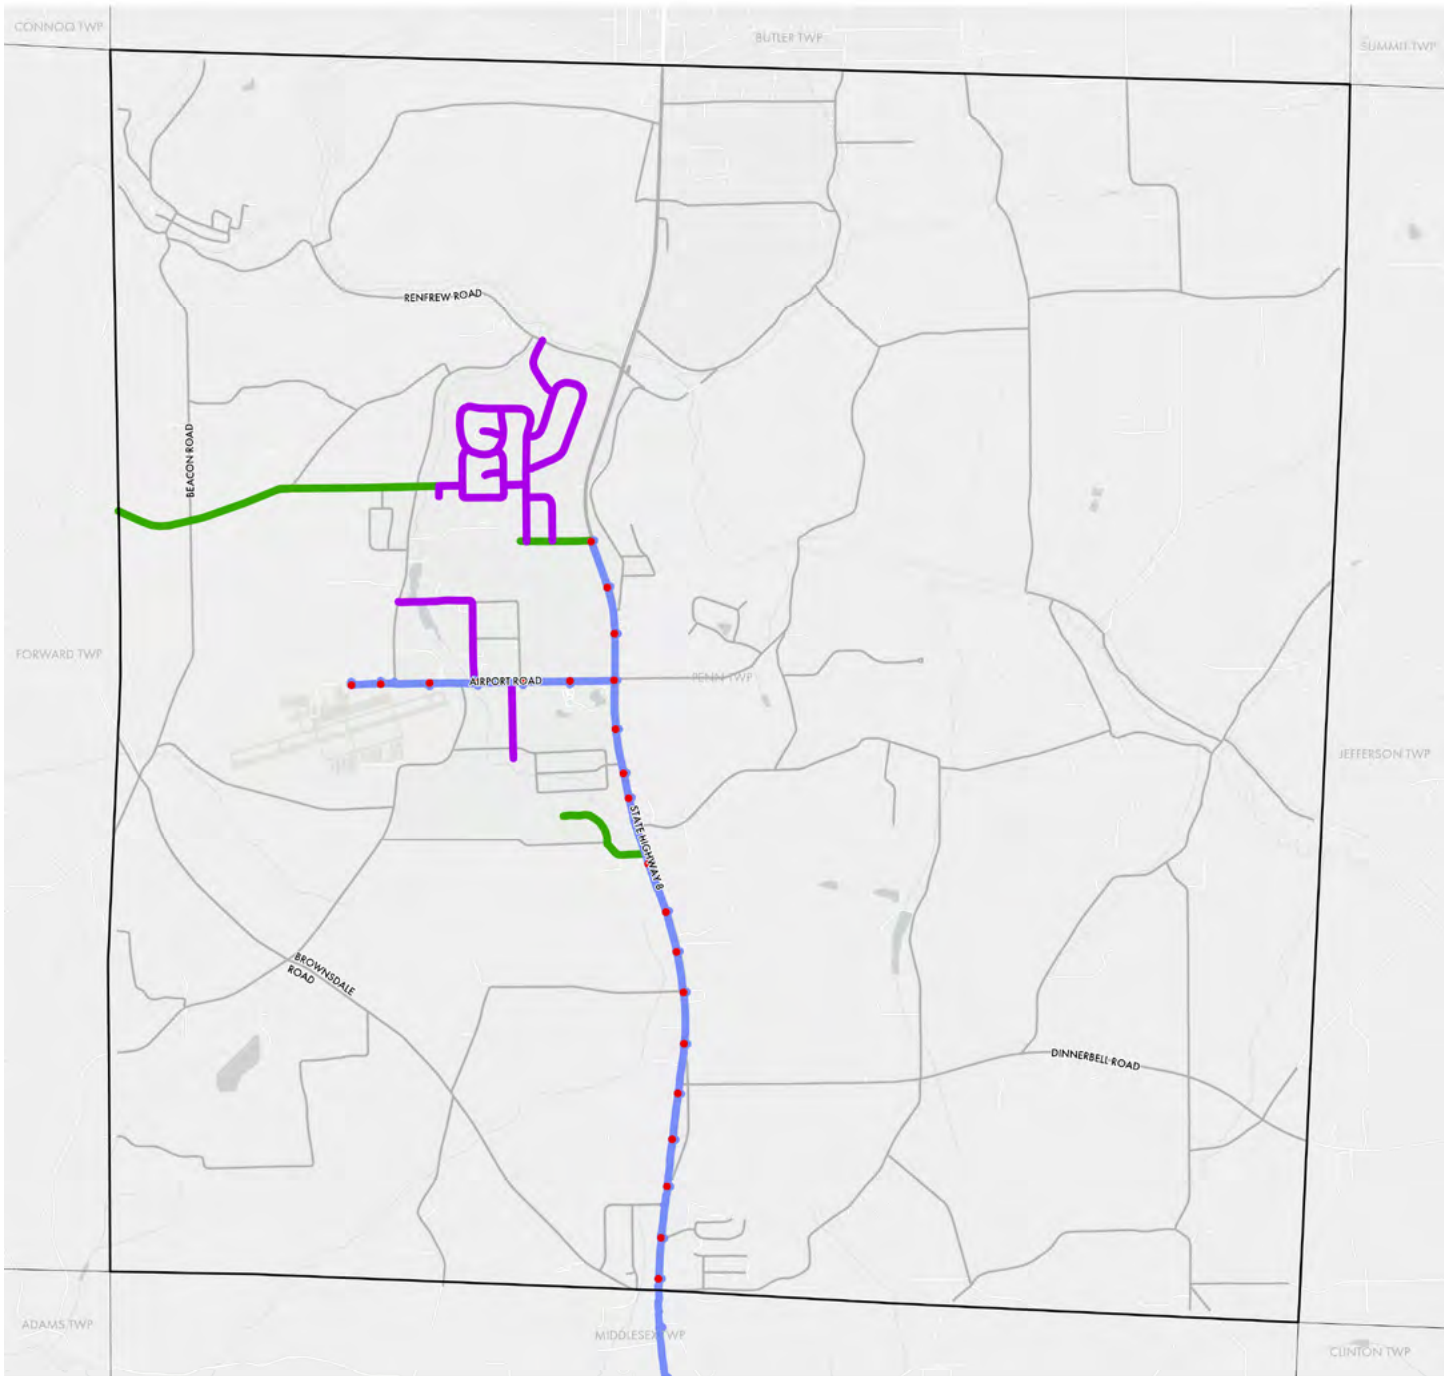 CONNOQ TWP
BUTLER TWP
SUMMIT TWP
RENFREW ROAD
BEACON ROAD
FORWARD TWP
AIRPORT ROAD
PENN TWP
JEFFERSON TWP
STATE HIGHWAY 8
BROWNSDALE
ROAD
DINNERBELL ROAD
ADAMS TWP
MIDDLESEX TWP
CLINTON TWP